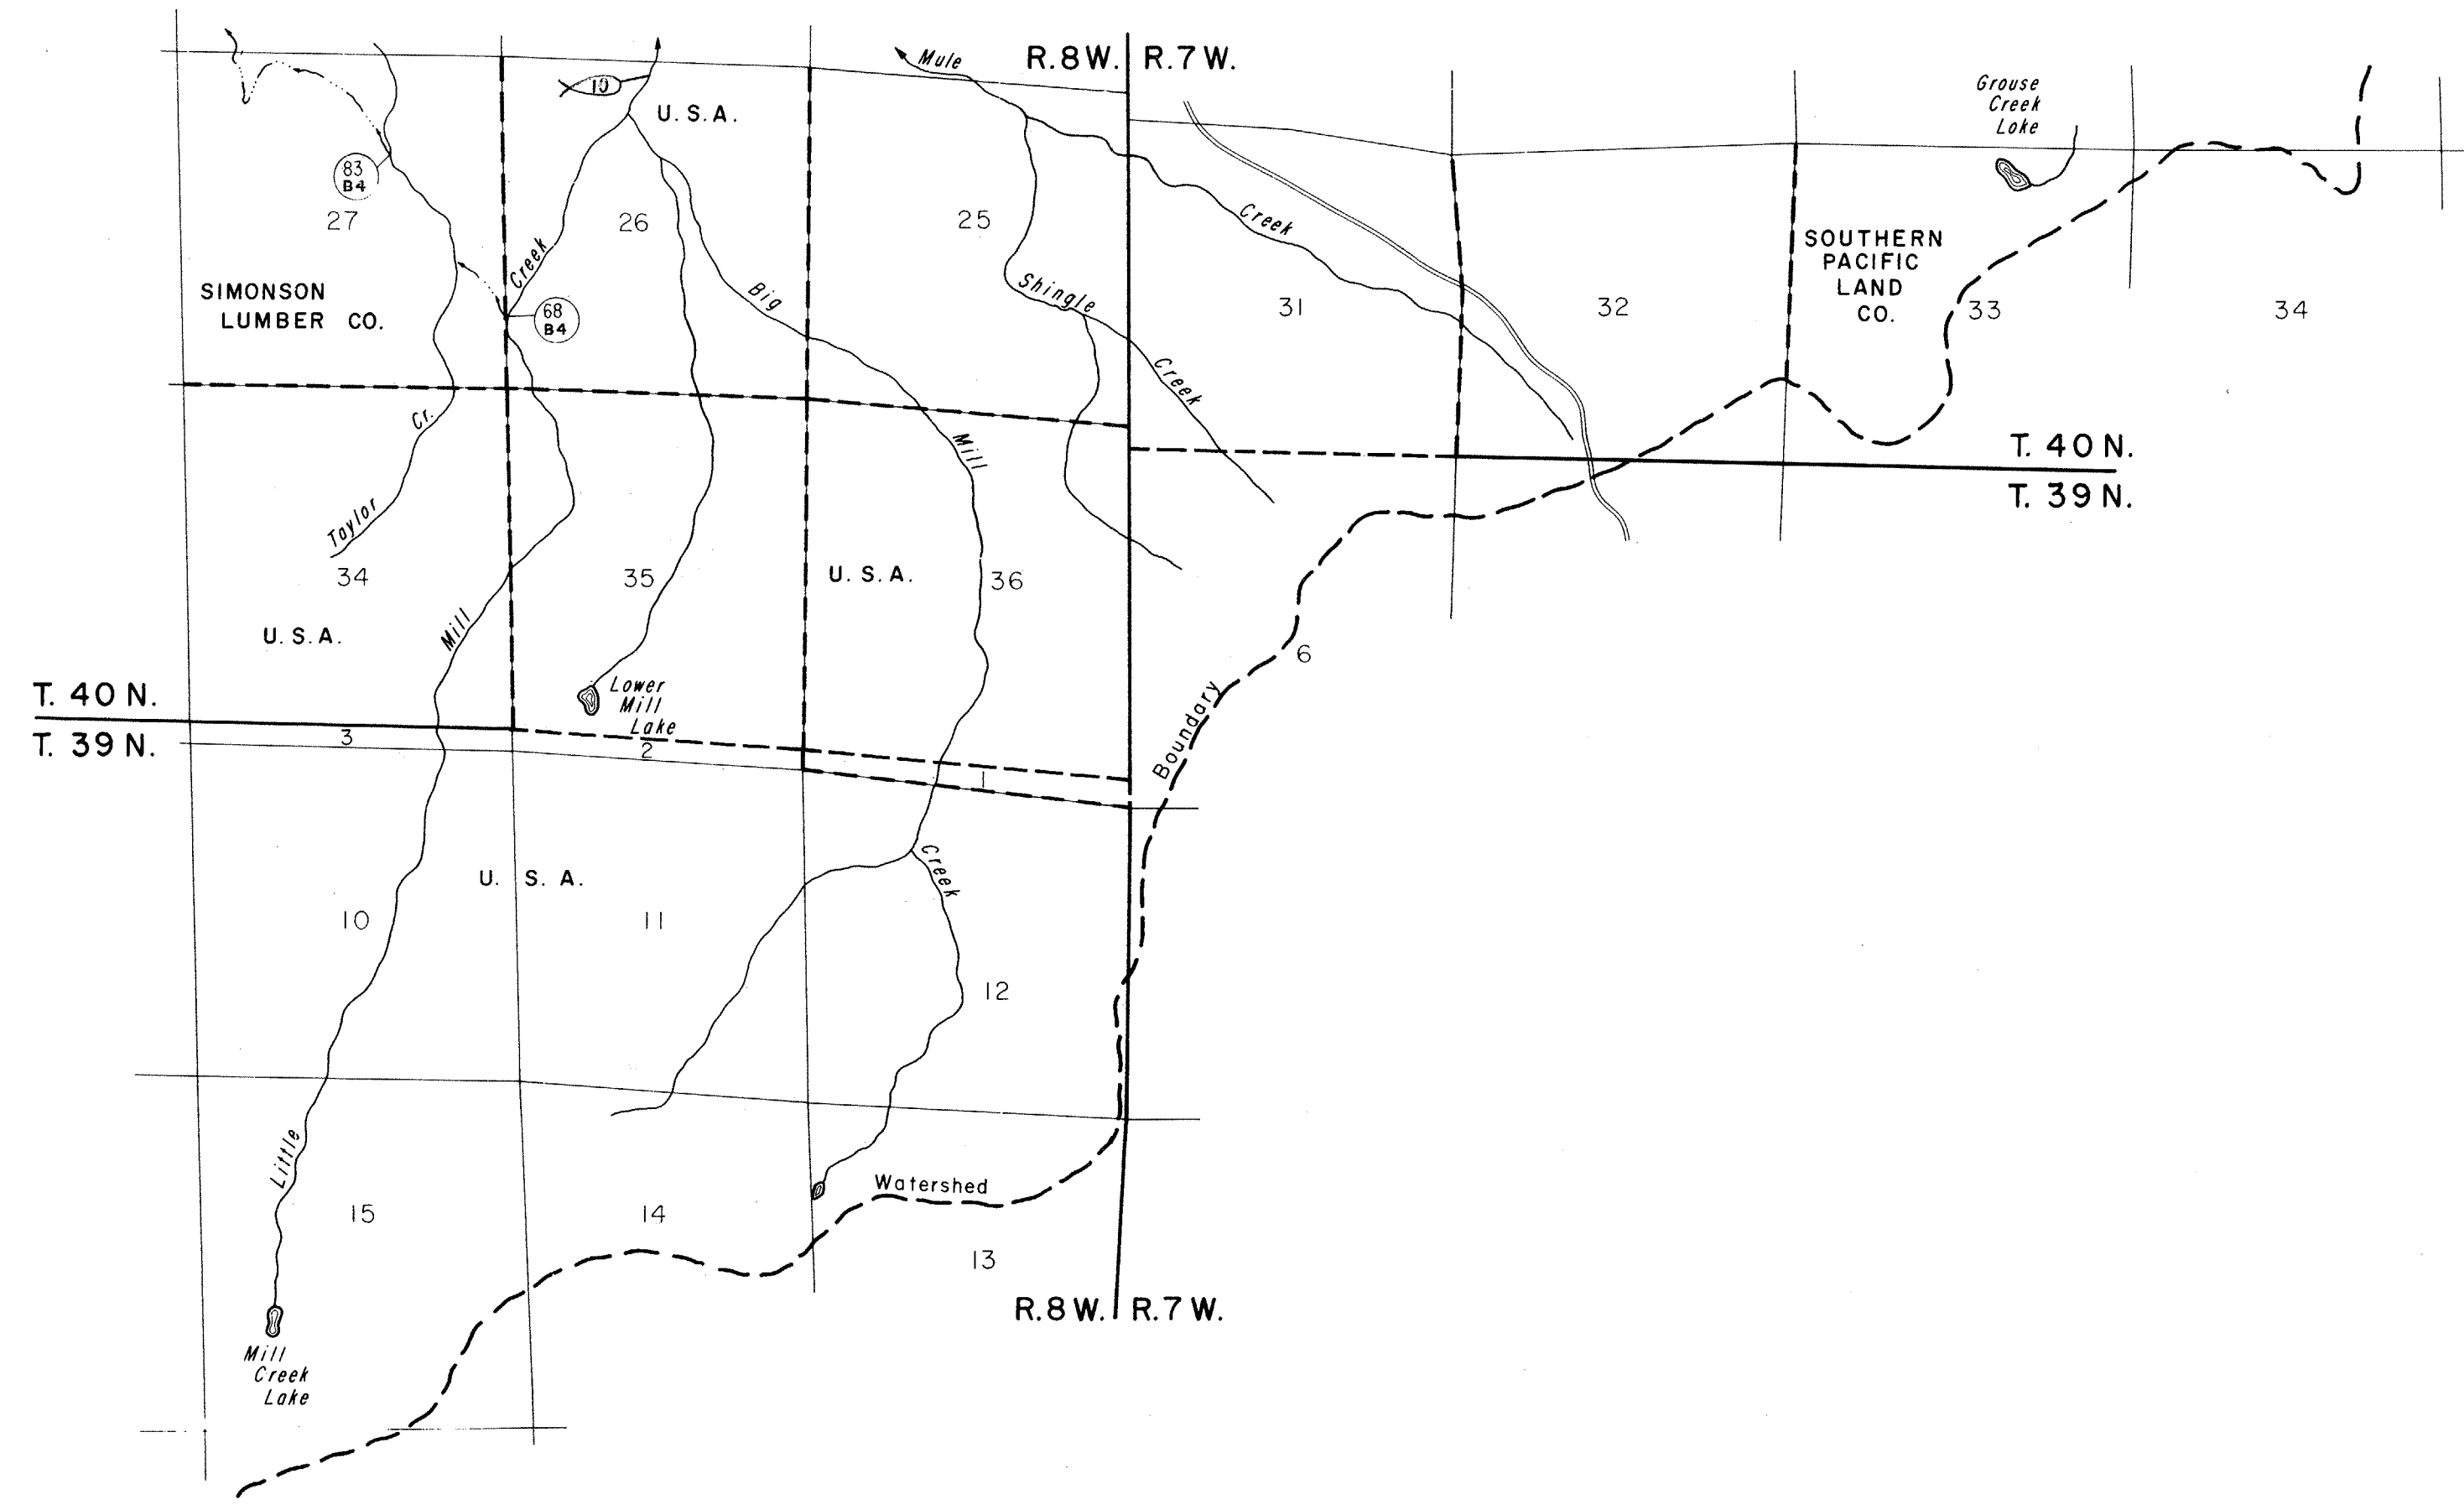 R.8W. R.7W.
Mule
Grouse
Creek
Loke
10
U.S.A.
83
B4
27
26
25
Creek
Creek
SOUTHERN
PACIFIC
LAND
CO.
SIMONSON
LUMBER CO.
68
B4
Big
Shingle
31
32
33
34
Creek
Cr.
Mill
T. 40 N.
T. 39 N.
Taylor
34
35
U.S.A.
36
U.S.A.
Mill
6
Lower
Mill
Lake
T. 40 N.
T. 39 N.
3
2
1
Boundary
U. S. A.
Creek
10
11
12
Little
Watershed
15
14
13
R.8W. R.7W.
Mill
Creek
Lake